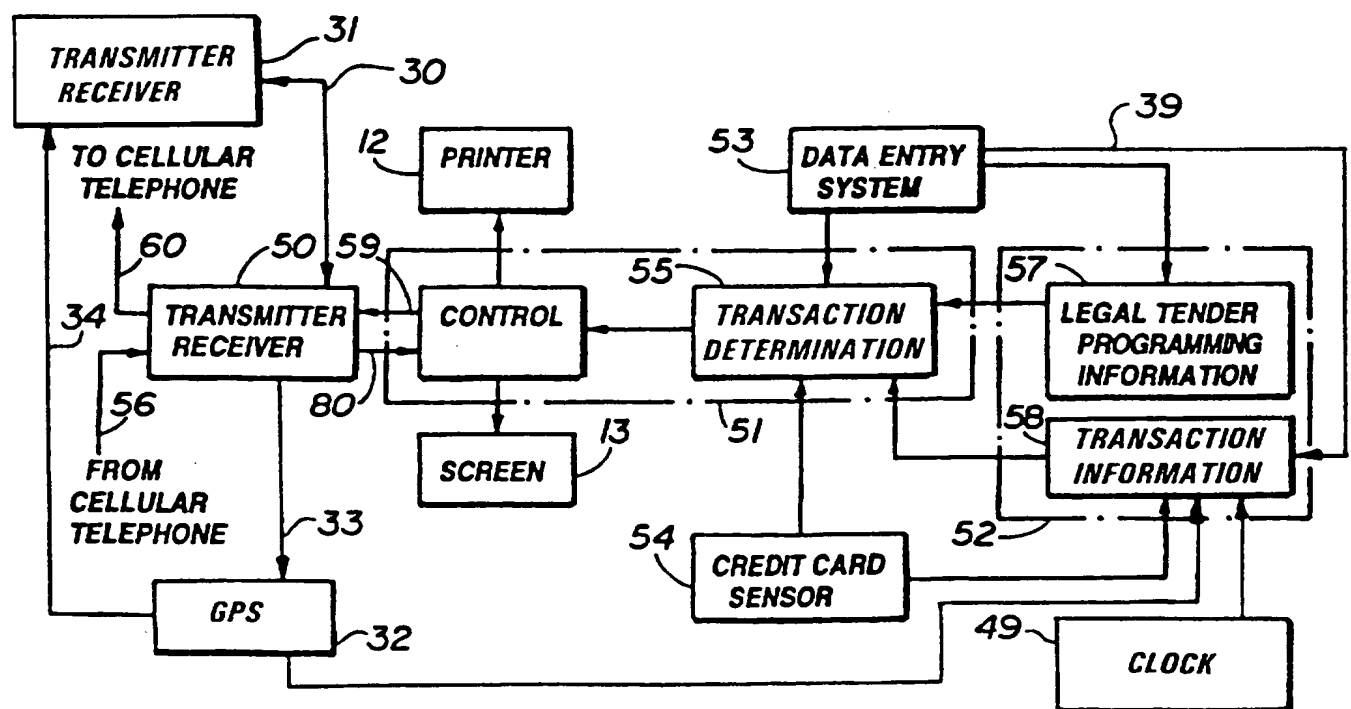 31
TRANSMITTER
RECEIVER
30
39
TO CELLULAR
TELEPHONE
12
PRINTER
53
DATA ENTRY
SYSTEM
60
50
59
55
57
34
TRANSMITTER
RECEIVER
CONTROL
TRANSACTION
DETERMINATION
LEGAL TENDER
PROGRAMMING
INFORMATION
80
56
51
58
FROM
CELLULAR
TELEPHONE
SCREEN
13
TRANSACTION
INFORMATION
33
54
CREDIT CARD
SENSOR
52
GPS
32
49
CLOCK